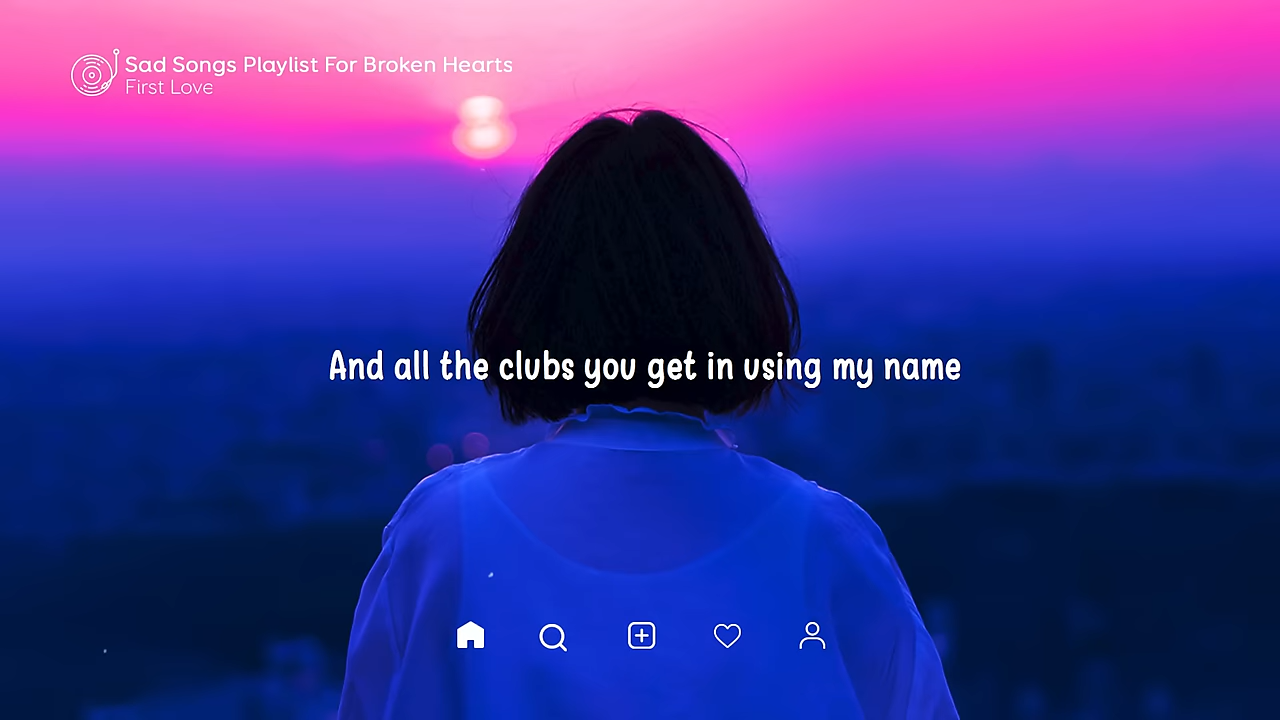 Sad Songs Playlist For Broken Hearts
First Love
And all the clubs you get in using my name